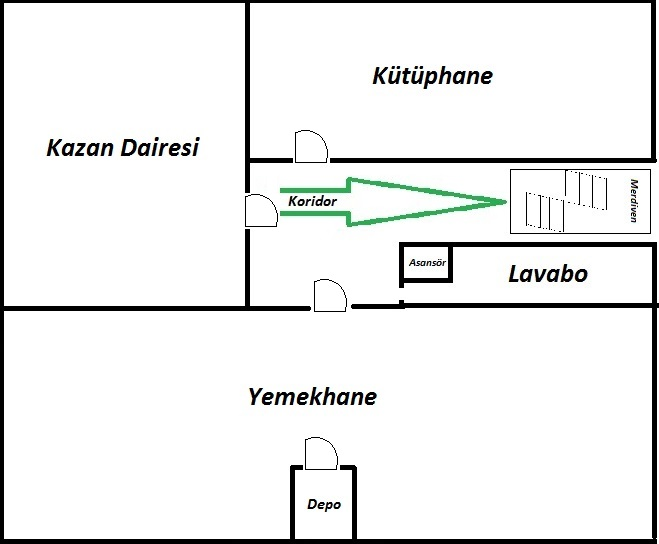 Kütüphane
Kazan Dairesi
Merdiven
Koridor
Asansör
Lavabo
Yemekhane
Depo